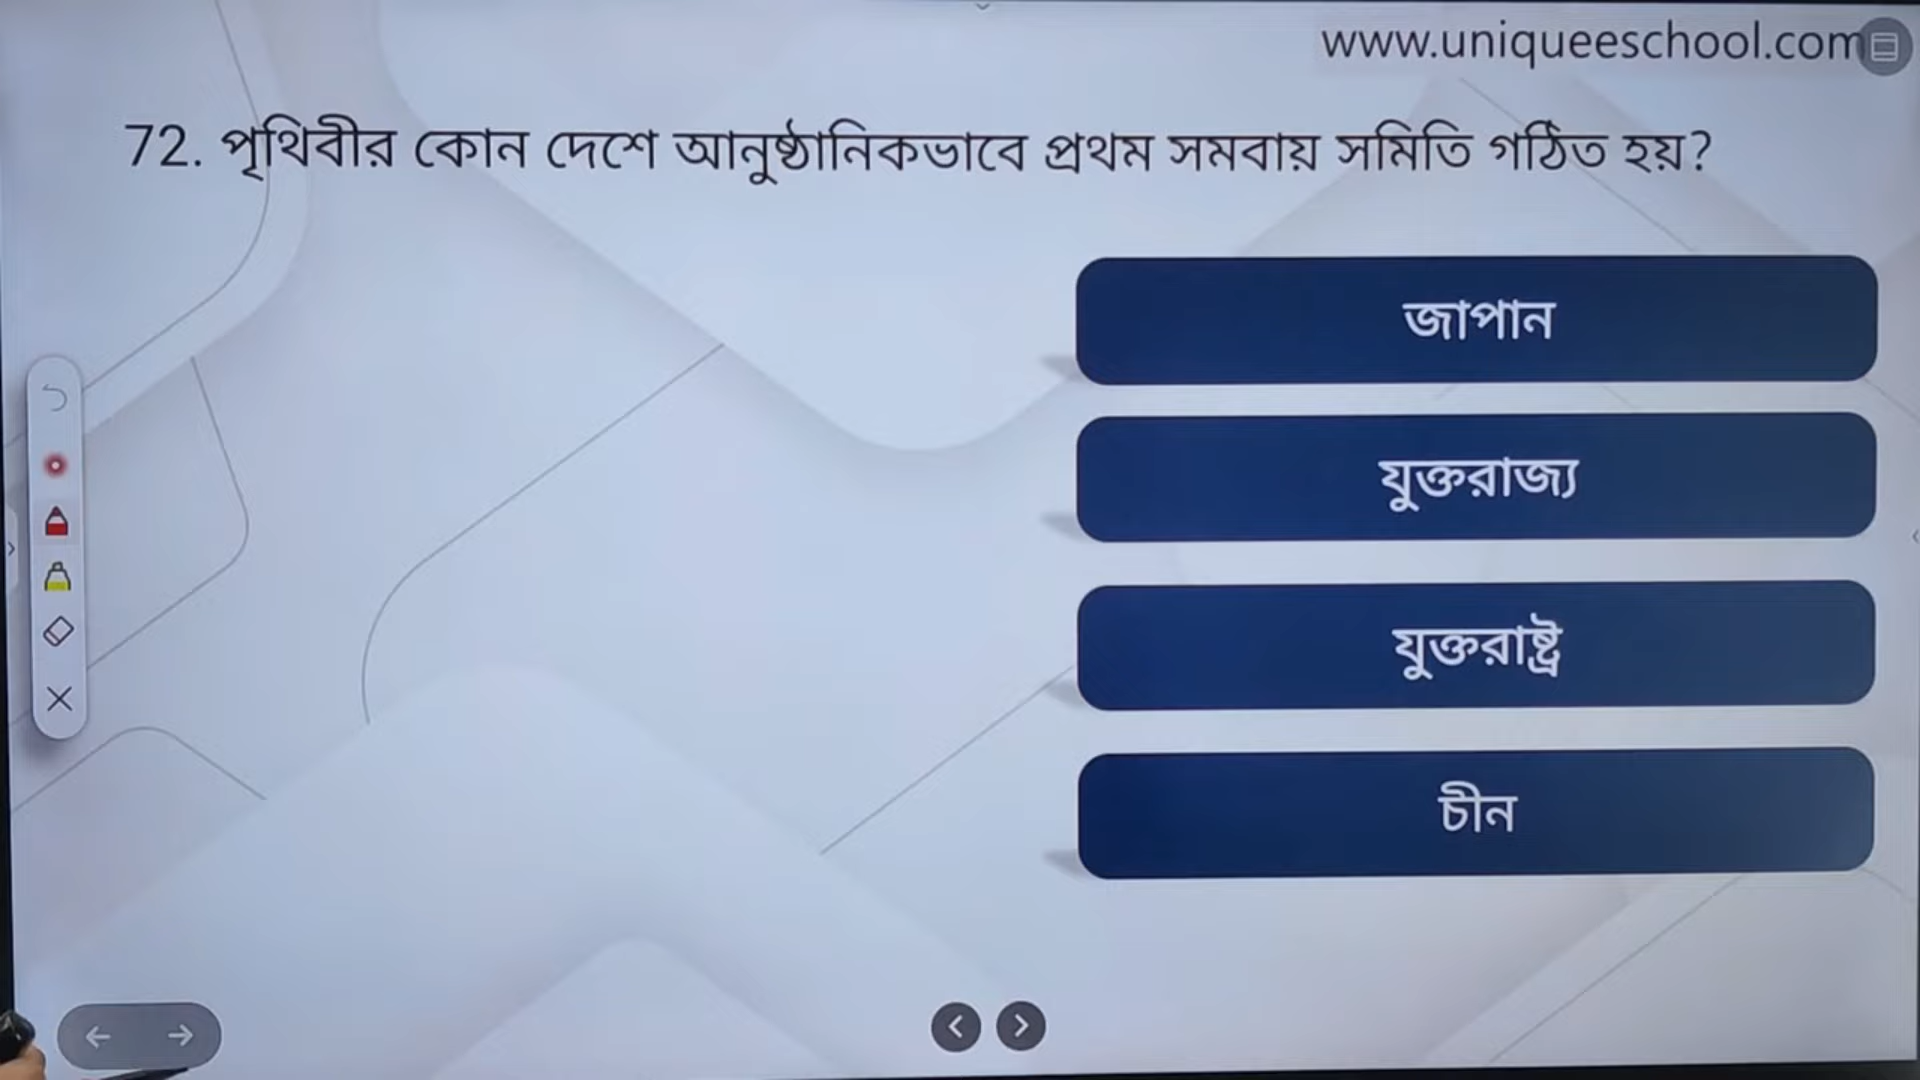 www.uniqueeschool.com
72. পৃথিবীর কোন দেশে আনুষ্ঠানিকভাবে প্রথম সমবায় সমিতি গঠিত হয়?
জাপান
যুক্তরাজ্য
যুক্তরাষ্ট্র
চীন